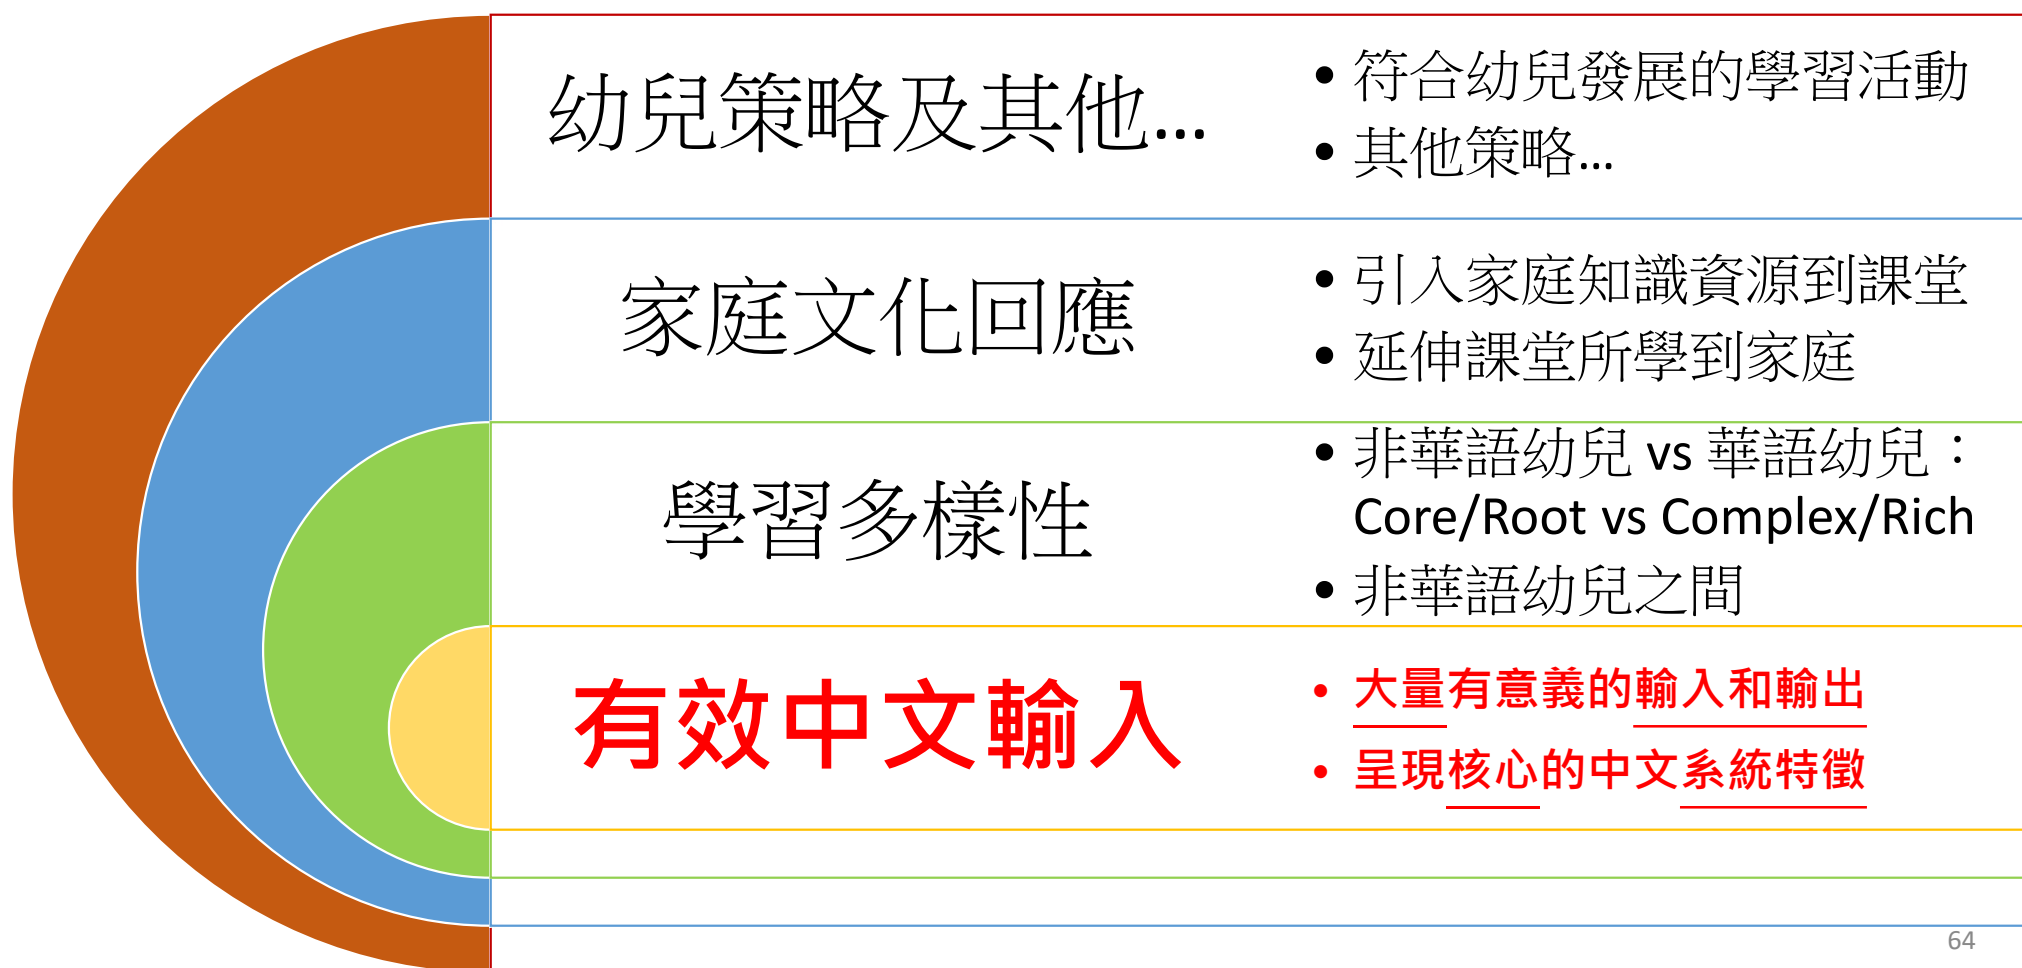 幼兒策略及其他...
• 符合幼兒發展的學習活動
• 其他策略...
家庭文化回應
• 引入家庭知識資源到課堂
• 延伸課堂所學到家庭
學習多樣性
• 非華語幼兒 vs 華語幼兒：
Core/Root vs Complex/Rich
• 非華語幼兒之間
有效中文輸入
• 大量有意義的輸入和輸出
• 呈現核心的中文系統特徵
64